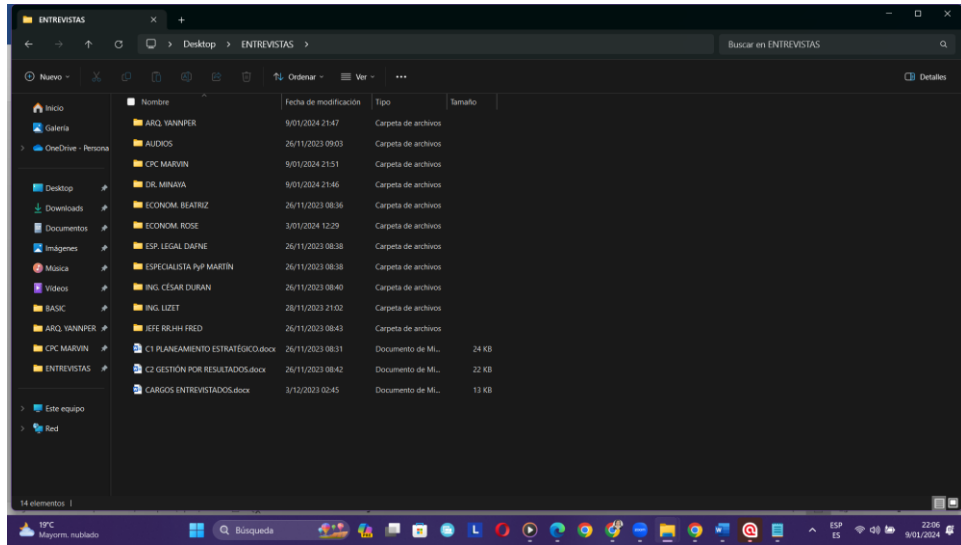 ENTREVISTAS
Desktop > ENTREVISTAS >
Buscar en ENTREVISTAS
Nuevo
Ordenar
Ver
Detalles
Inicio
Galería
OneDrive - Persona
Desktop
Downloads
Documentos
Imágenes
Música
Videos
BASIC
ARQ. YANNPER
CPC MARVIN
ENTREVISTAS
Este equipo
Red
Nombre Fecha de modificación Tipo Tamaño
ARQ. YANNPER 9/01/2024 21:47 Carpeta de archivos
AUDIOS 26/11/2023 09:03 Carpeta de archivos
CPC MARVIN 9/01/2024 21:51 Carpeta de archivos
DR. MINAYA 9/01/2024 21:46 Carpeta de archivos
ECONOM. BEATRIZ 26/11/2023 08:36 Carpeta de archivos
ECONOM. ROSE 3/01/2024 12:29 Carpeta de archivos
ESP. LEGAL DAFNE 26/11/2023 08:38 Carpeta de archivos
ESPECIALISTA PyP MARTÍN 26/11/2023 08:38 Carpeta de archivos
ING. CÉSAR DURAN 26/11/2023 08:40 Carpeta de archivos
ING. LIZET 28/11/2023 21:02 Carpeta de archivos
JEFE RR.HH FRED 26/11/2023 08:43 Carpeta de archivos
C1 PLANEAMIENTO ESTRATÉGICO.docx 26/11/2023 08:31 Documento de Mi... 24 KB
C2 GESTIÓN POR RESULTADOS.docx 26/11/2023 08:42 Documento de Mi... 22 KB
CARGOS ENTREVISTADOS.docx 3/12/2023 02:45 Documento de Mi... 13 KB
14 elementos
19°C
Mayorm. nublado
Búsqueda
ESP
ES
22:06
9/01/2024